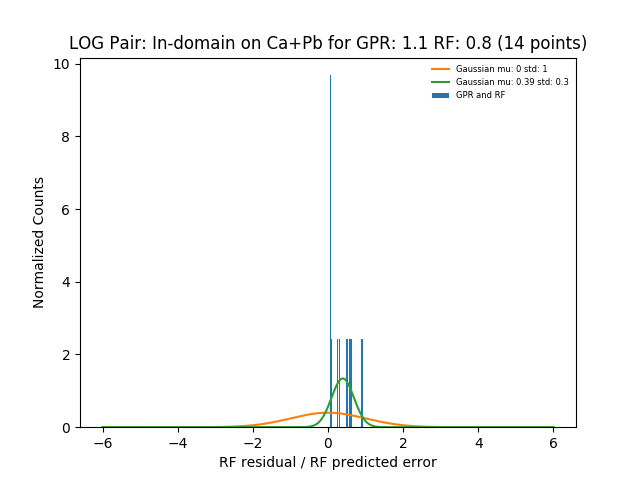 LOG Pair: In-domain on Ca+Pb for GPR: 1.1 RF: 0.8 (14 points)
10
8
6
4
2
0
Normalized Counts
Gaussian mu: 0 std: 1
Gaussian mu: 0.39 std: 0.3
GPR and RF
−6 −4 −2 0 2 4 6
RF residual / RF predicted error